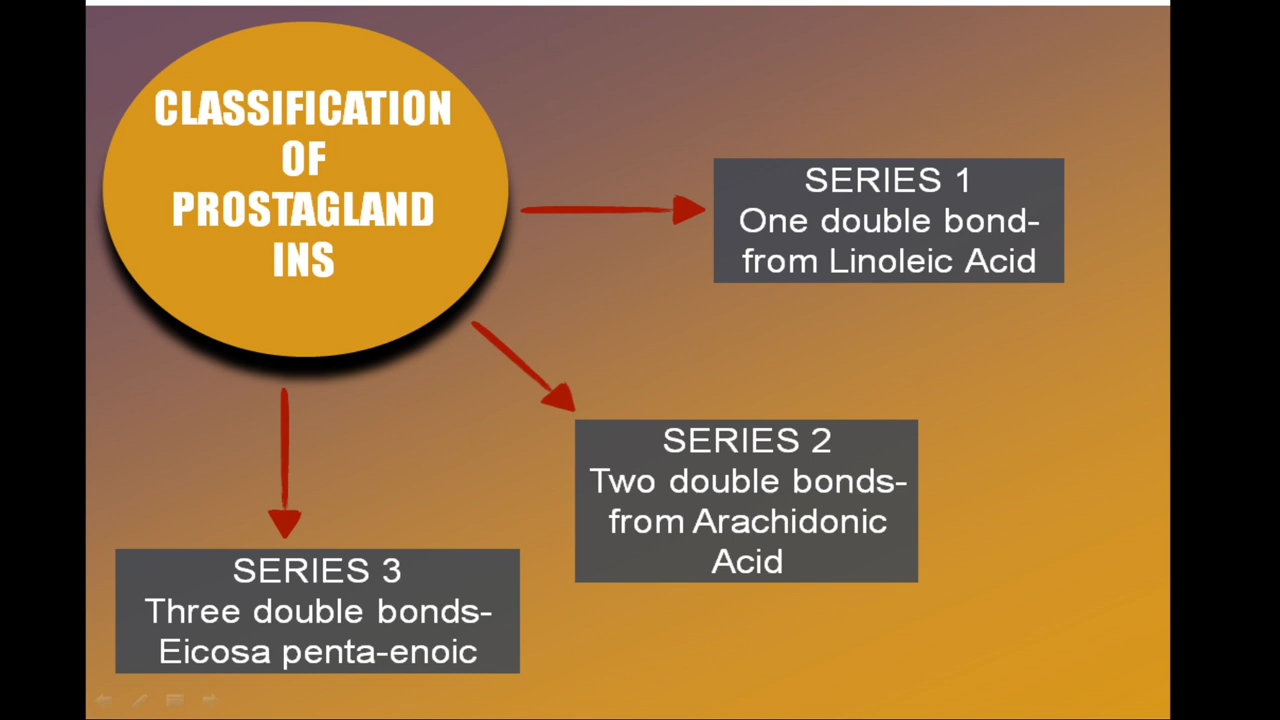 CLASSIFICATION
OF
PROSTAGLAND
INS
SERIES 1
One double bond-
from Linoleic Acid
SERIES 2
Two double bonds-
from Arachidonic
Acid
SERIES 3
Three double bonds-
Eicosa penta-enoic